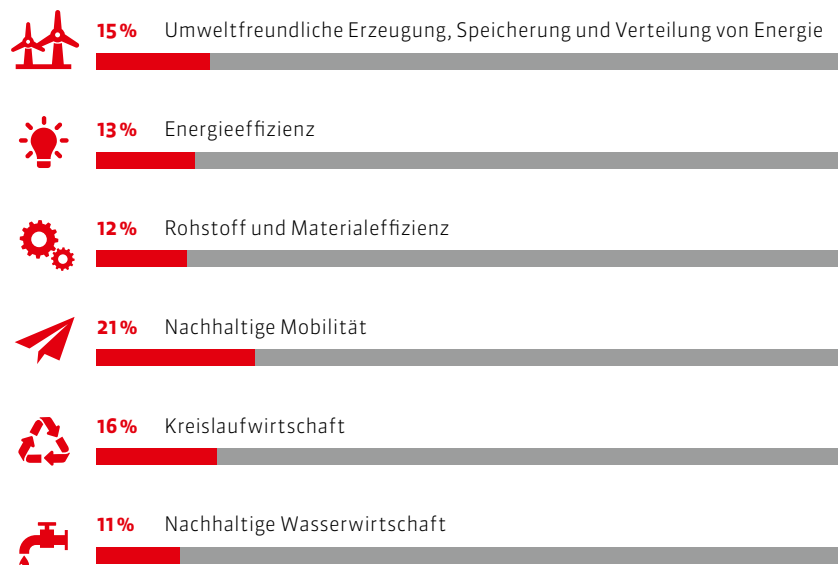 15 % Umweltfreundliche Erzeugung, Speicherung und Verteilung von Energie
13 % Energieeffizienz
12 % Rohstoff und Materialeffizienz
21 % Nachhaltige Mobilität
16 % Kreislaufwirtschaft
11 % Nachhaltige Wasserwirtschaft